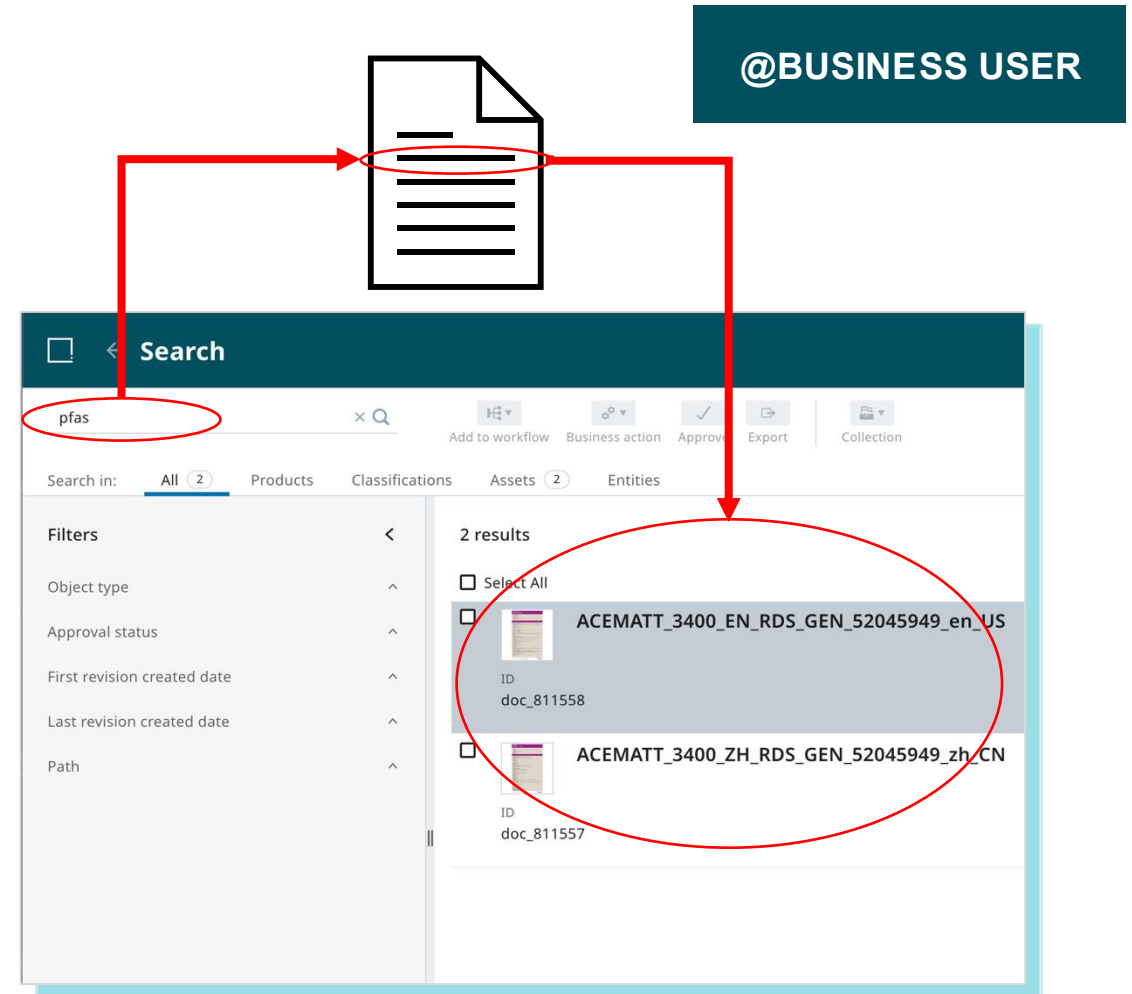 @BUSINESS USER
Search
pfas
Add to workflow Business action Approve Export Collection
Search in: All 2 Products Classifications Assets 2 Entities
Filters
2 results
Select All
Object type
ACEMATT_3400_EN_RDS_GEN_52045949_en_US
Approval status
First revision created date
ID
doc_811558
Last revision created date
ACEMATT_3400_ZH_RDS_GEN_52045949_zh_CN
Path
ID
doc_811557